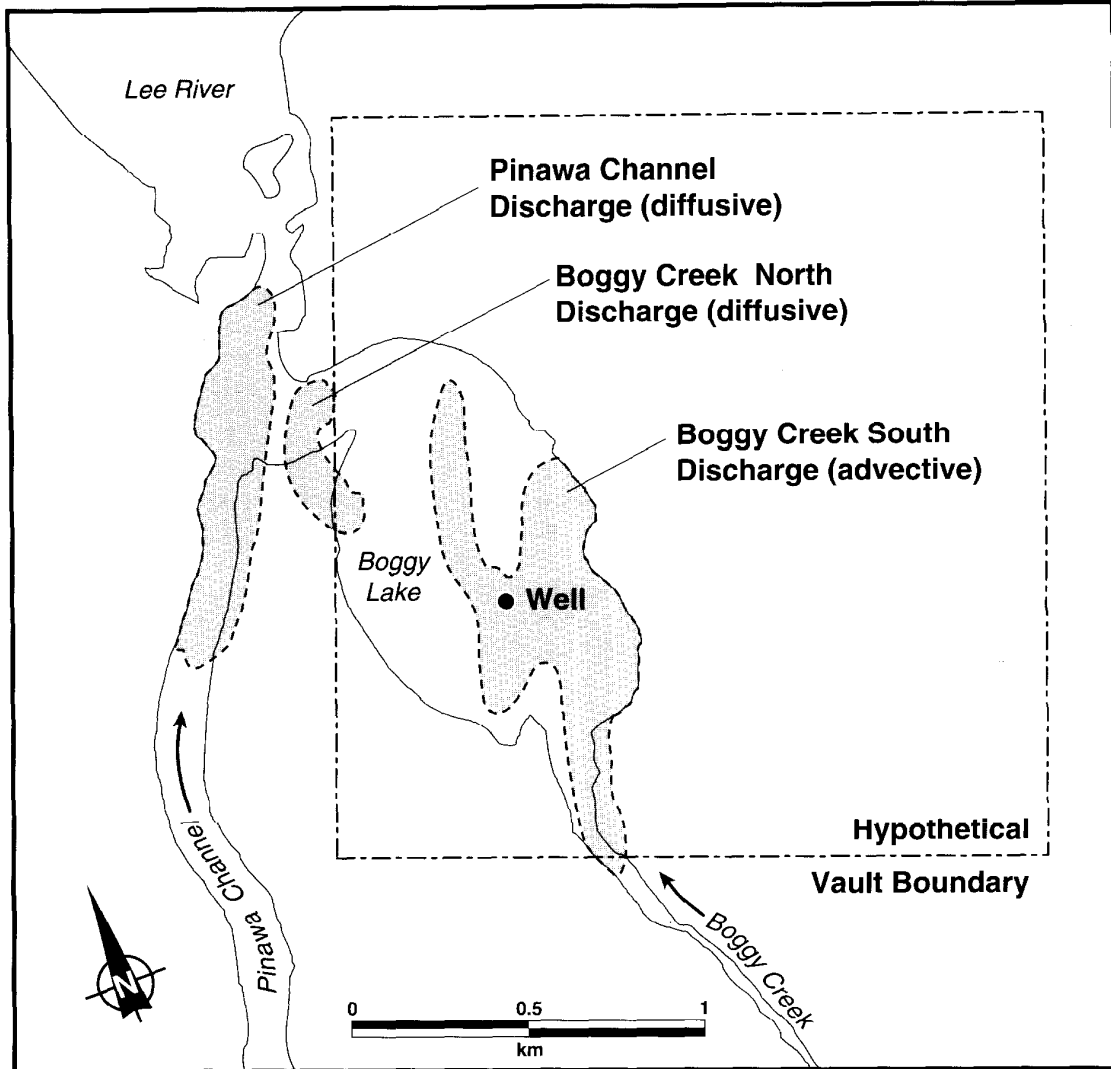 Lee River
Pinawa Channel
Discharge (diffusive)
Boggy Creek North
Discharge (diffusive)
Boggy Creek South
Discharge (advective)
Boggy
Lake
Well
Hypothetical
Vault Boundary
Pinawa Channel
Boggy Creek
N
0 0.5 1
km